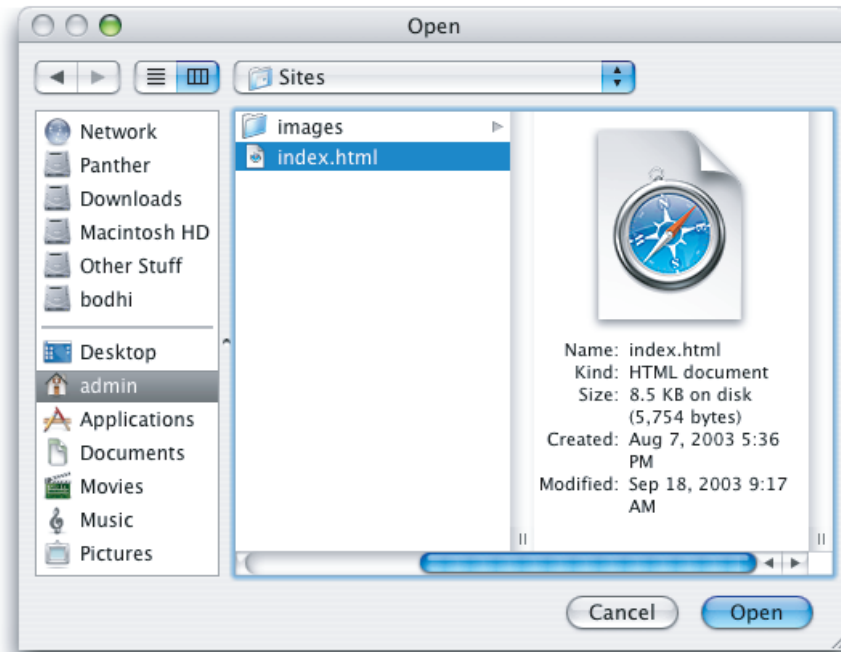 Open
Sites
Network
Panther
Downloads
Macintosh HD
Other Stuff
bodhi
Desktop
admin
Applications
Documents
Movies
Music
Pictures
images
index.html
Name: index.html
Kind: HTML document
Size: 8.5 KB on disk
(5,754 bytes)
Created: Aug 7, 2003 5:36
PM
Modified: Sep 18, 2003 9:17
AM
Cancel
Open